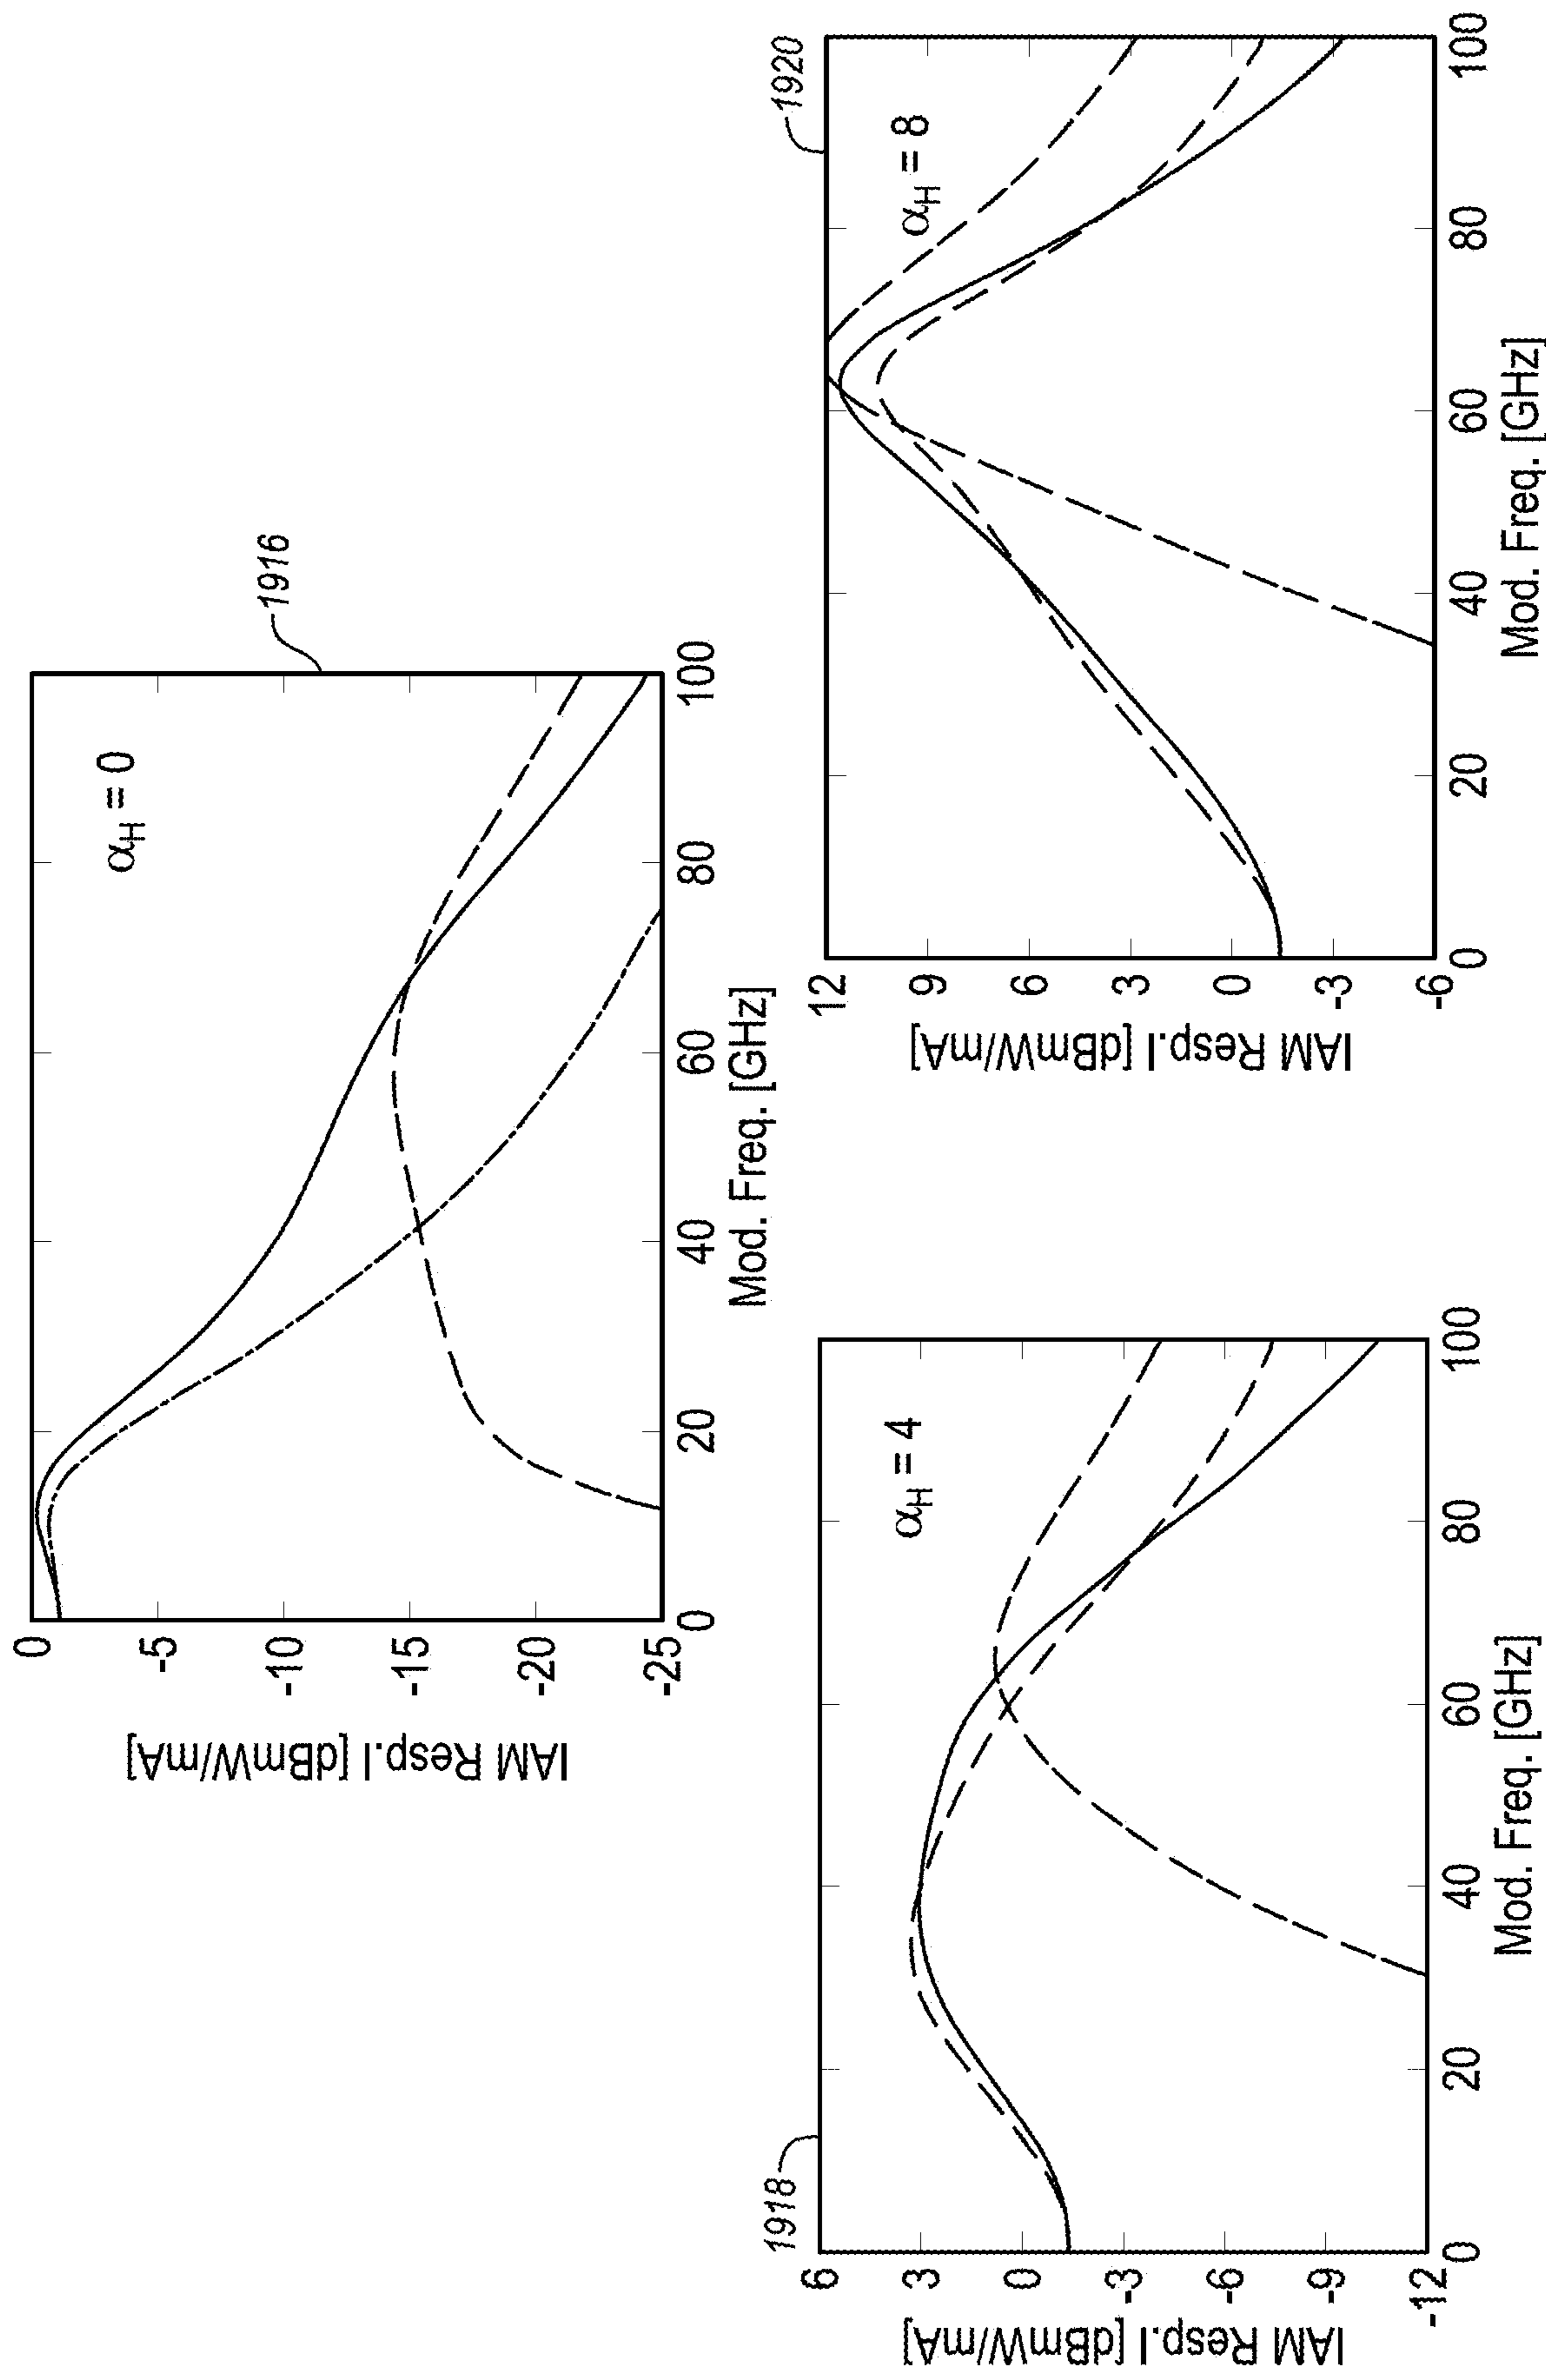 1916
α_H = 0
0
-5
-10
-15
-20
-25
IAM Resp.I [dBmW/mA]
0 20 40 60 80 100
Mod. Freq. [GHz]
1918
α_H = 4
6
3
0
-3
-6
-9
-12
IAM Resp.I [dBmW/mA]
0 20 40 60 80 100
Mod. Freq. [GHz]
1920
α_H = 8
12
9
6
3
0
-3
-6
IAM Resp.I [dBmW/mA]
0 20 40 60 80 100
Mod. Freq. [GHz]